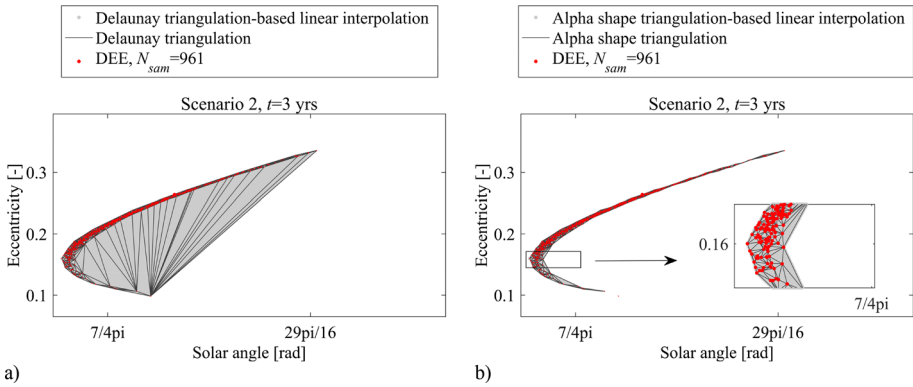 Delaunay triangulation-based linear interpolation
Delaunay triangulation
DEE, N_sam=961
Scenario 2, t=3 yrs
Eccentricity [-]
0.3
0.2
0.1
7/4pi
29pi/16
Solar angle [rad]
a)
Alpha shape triangulation-based linear interpolation
Alpha shape triangulation
DEE, N_sam=961
Scenario 2, t=3 yrs
Eccentricity [-]
0.3
0.2
0.1
0.16
7/4pi
7/4pi
29pi/16
Solar angle [rad]
b)